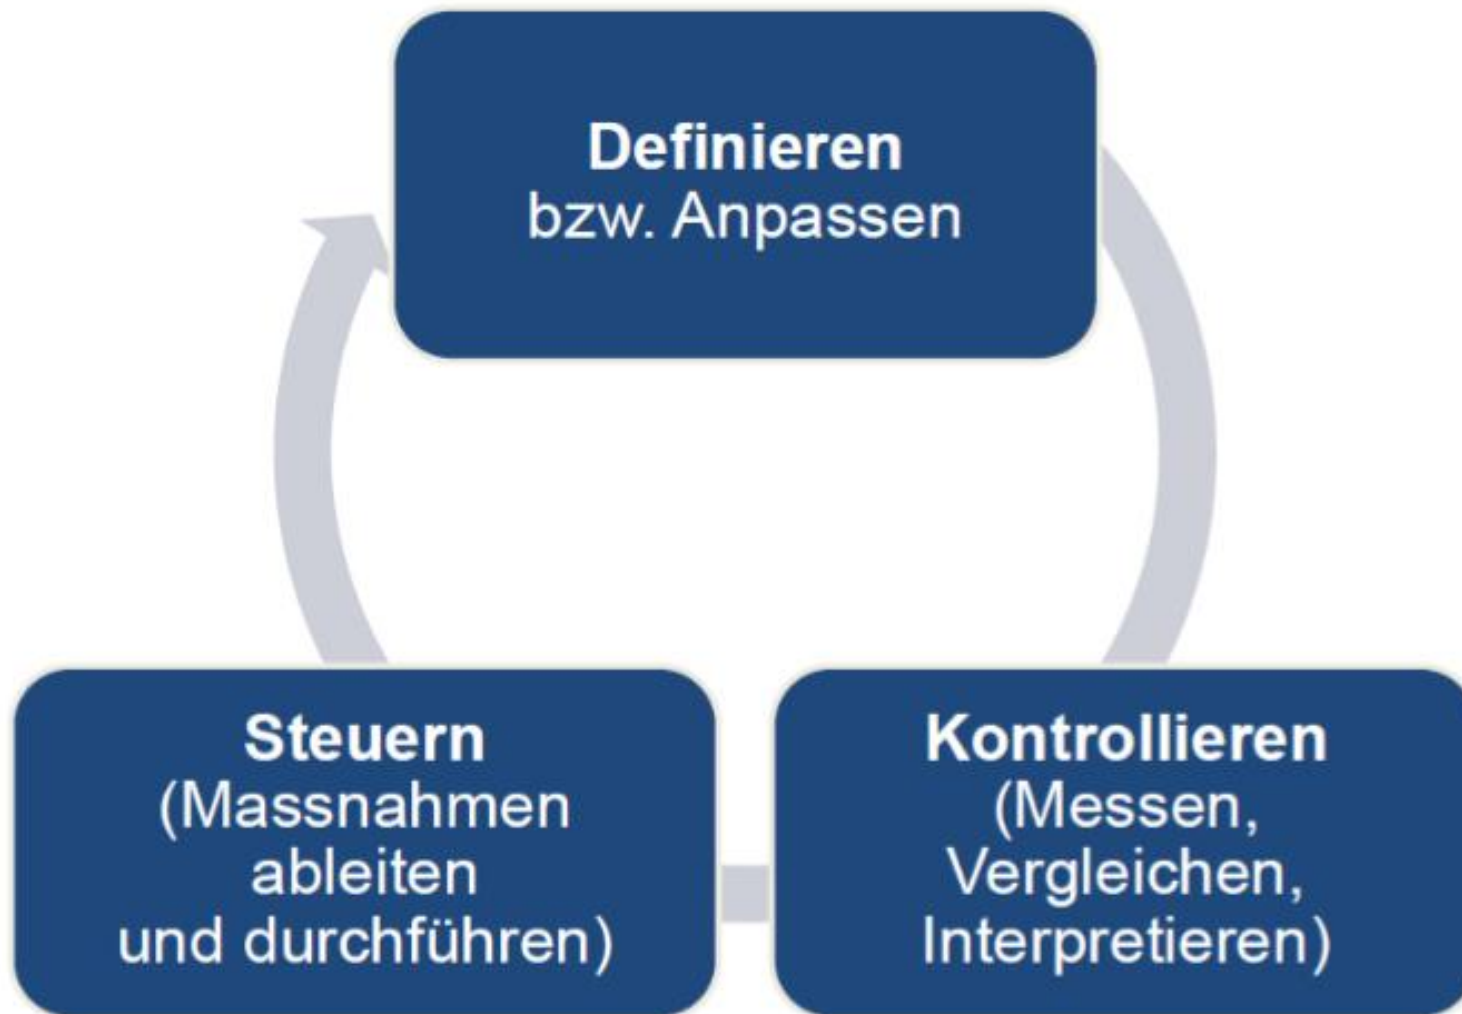 Definieren
bzw. Anpassen
Steuern
(Massnahmen
ableiten
und durchführen)
Kontrollieren
(Messen,
Vergleichen,
Interpretieren)